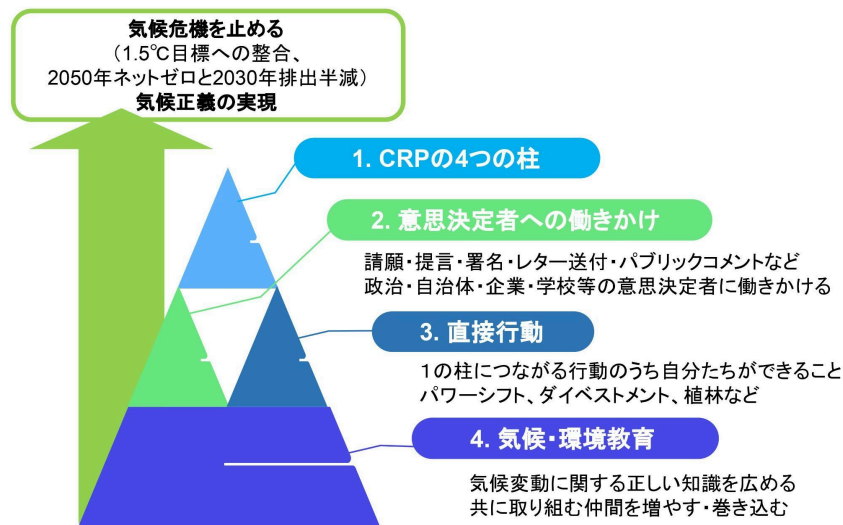 気候危機を止める
（1.5℃目標への整合、
2050年ネットゼロと2030年排出半減）
気候正義の実現
1. CRPの4つの柱
2. 意思決定者への働きかけ
請願・提言・署名・レター送付・パブリックコメントなど
政治・自治体・企業・学校等の意思決定者に働きかける
3. 直接行動
１の柱につながる行動のうち自分たちができること
パワーシフト、ダイベストメント、植林など
4. 気候・環境教育
気候変動に関する正しい知識を広める
共に取り組む仲間を増やす・巻き込む